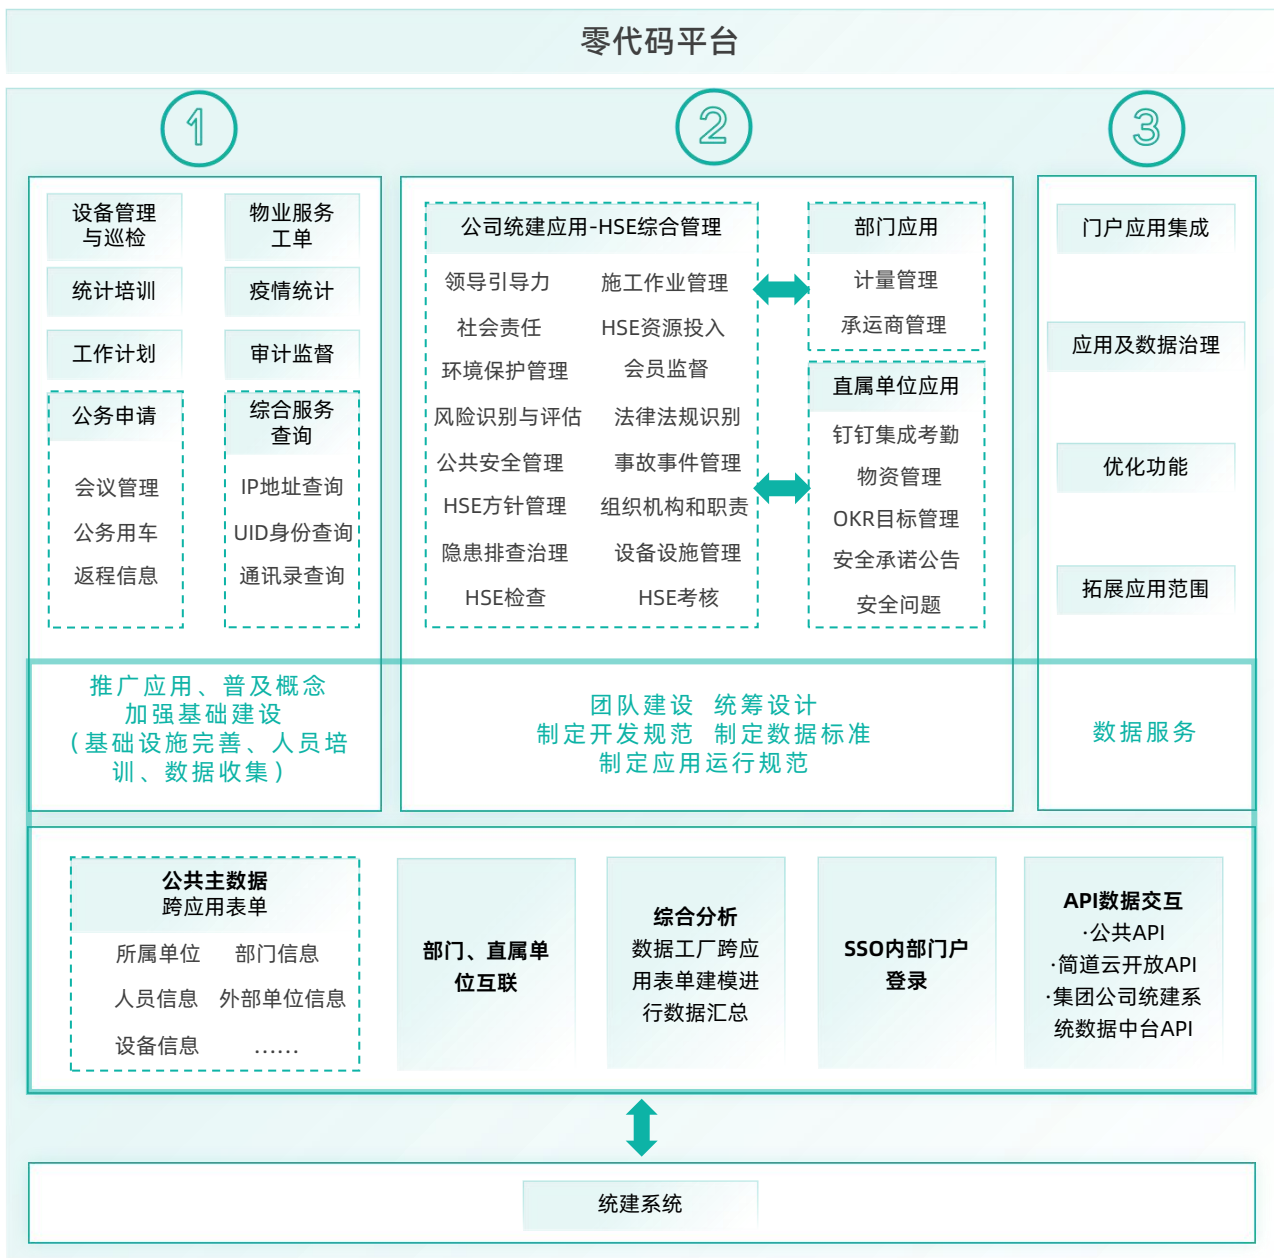 零代码平台
1
设备管理
与巡检
物业服务
工单
统计培训
疫情统计
工作计划
审计监督
公务申请
会议管理
公务用车
返程信息
综合服务
查询
IP地址查询
UID身份查询
通讯录查询
推广应用、普及概念
加强基础建设
(基础设施完善、人员培
训、数据收集)
2
公司统建应用-HSE综合管理
领导引导力
施工作业管理
社会责任
HSE资源投入
环境保护管理
会员监督
风险识别与评估
法律法规识别
公共安全管理
事故事件管理
HSE方针管理
组织机构和职责
隐患排查治理
设备设施管理
HSE检查
HSE考核
部门应用
计量管理
承运商管理
直属单位应用
钉钉集成考勤
物资管理
OKR目标管理
安全承诺公告
安全问题
团队建设 统筹设计
制定开发规范 制定数据标准
制定应用运行规范
3
门户应用集成
应用及数据治理
优化功能
拓展应用范围
数据服务
公共主数据
跨应用表单
所属单位 部门信息
人员信息 外部单位信息
设备信息 ……
部门、直属单
位互联
综合分析
数据工厂跨应
用表单建模进
行数据汇总
SSO内部门户
登录
API数据交互
·公共API
·简道云开放API
·集团公司统建系
统数据中台API
统建系统